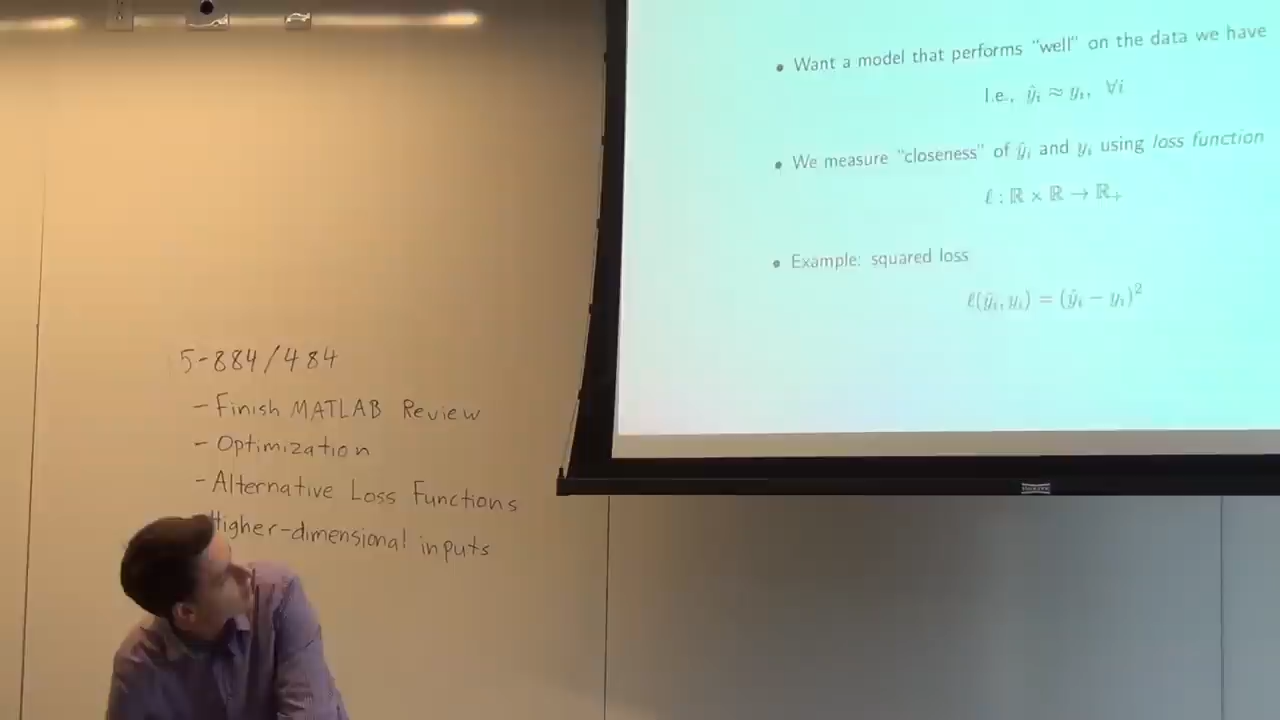 • Want a model that performs “well” on the data we have
I.e., ŷᵢ ≈ yᵢ, ∀i
• We measure “closeness” of ŷᵢ and yᵢ using loss function
ℓ : ℝ × ℝ → ℝ₊
• Example: squared loss
ℓ(ŷᵢ, yᵢ) = (ŷᵢ − yᵢ)²
5-884/484
- Finish MATLAB Review
- Optimization
- Alternative Loss Functions
Higher-dimensional inputs